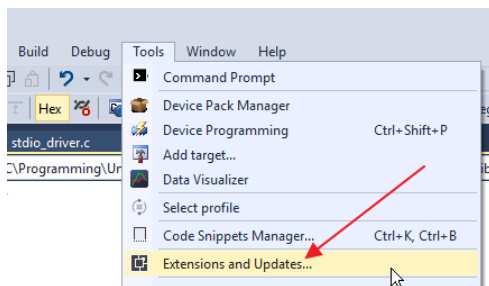 Build Debug Tools Window Help
Command Prompt
Hex
Device Pack Manager
Device Programming Ctrl+Shift+P
stdio_driver.c
Add target...
C\Programming\Ur
Data Visualizer
Select profile
Code Snippets Manager... Ctrl+K, Ctrl+B
Extensions and Updates...